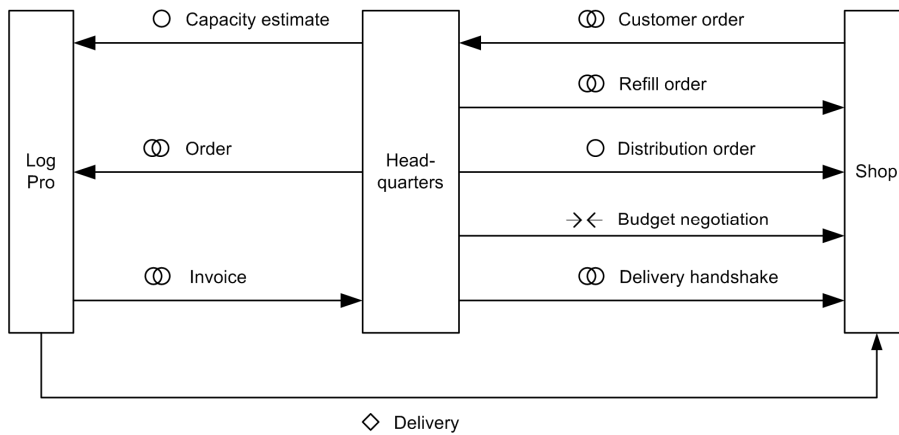 Capacity estimate
Customer order
Refill order
Log
Pro
Order
Head-
quarters
Distribution order
Shop
Budget negotiation
Invoice
Delivery handshake
Delivery